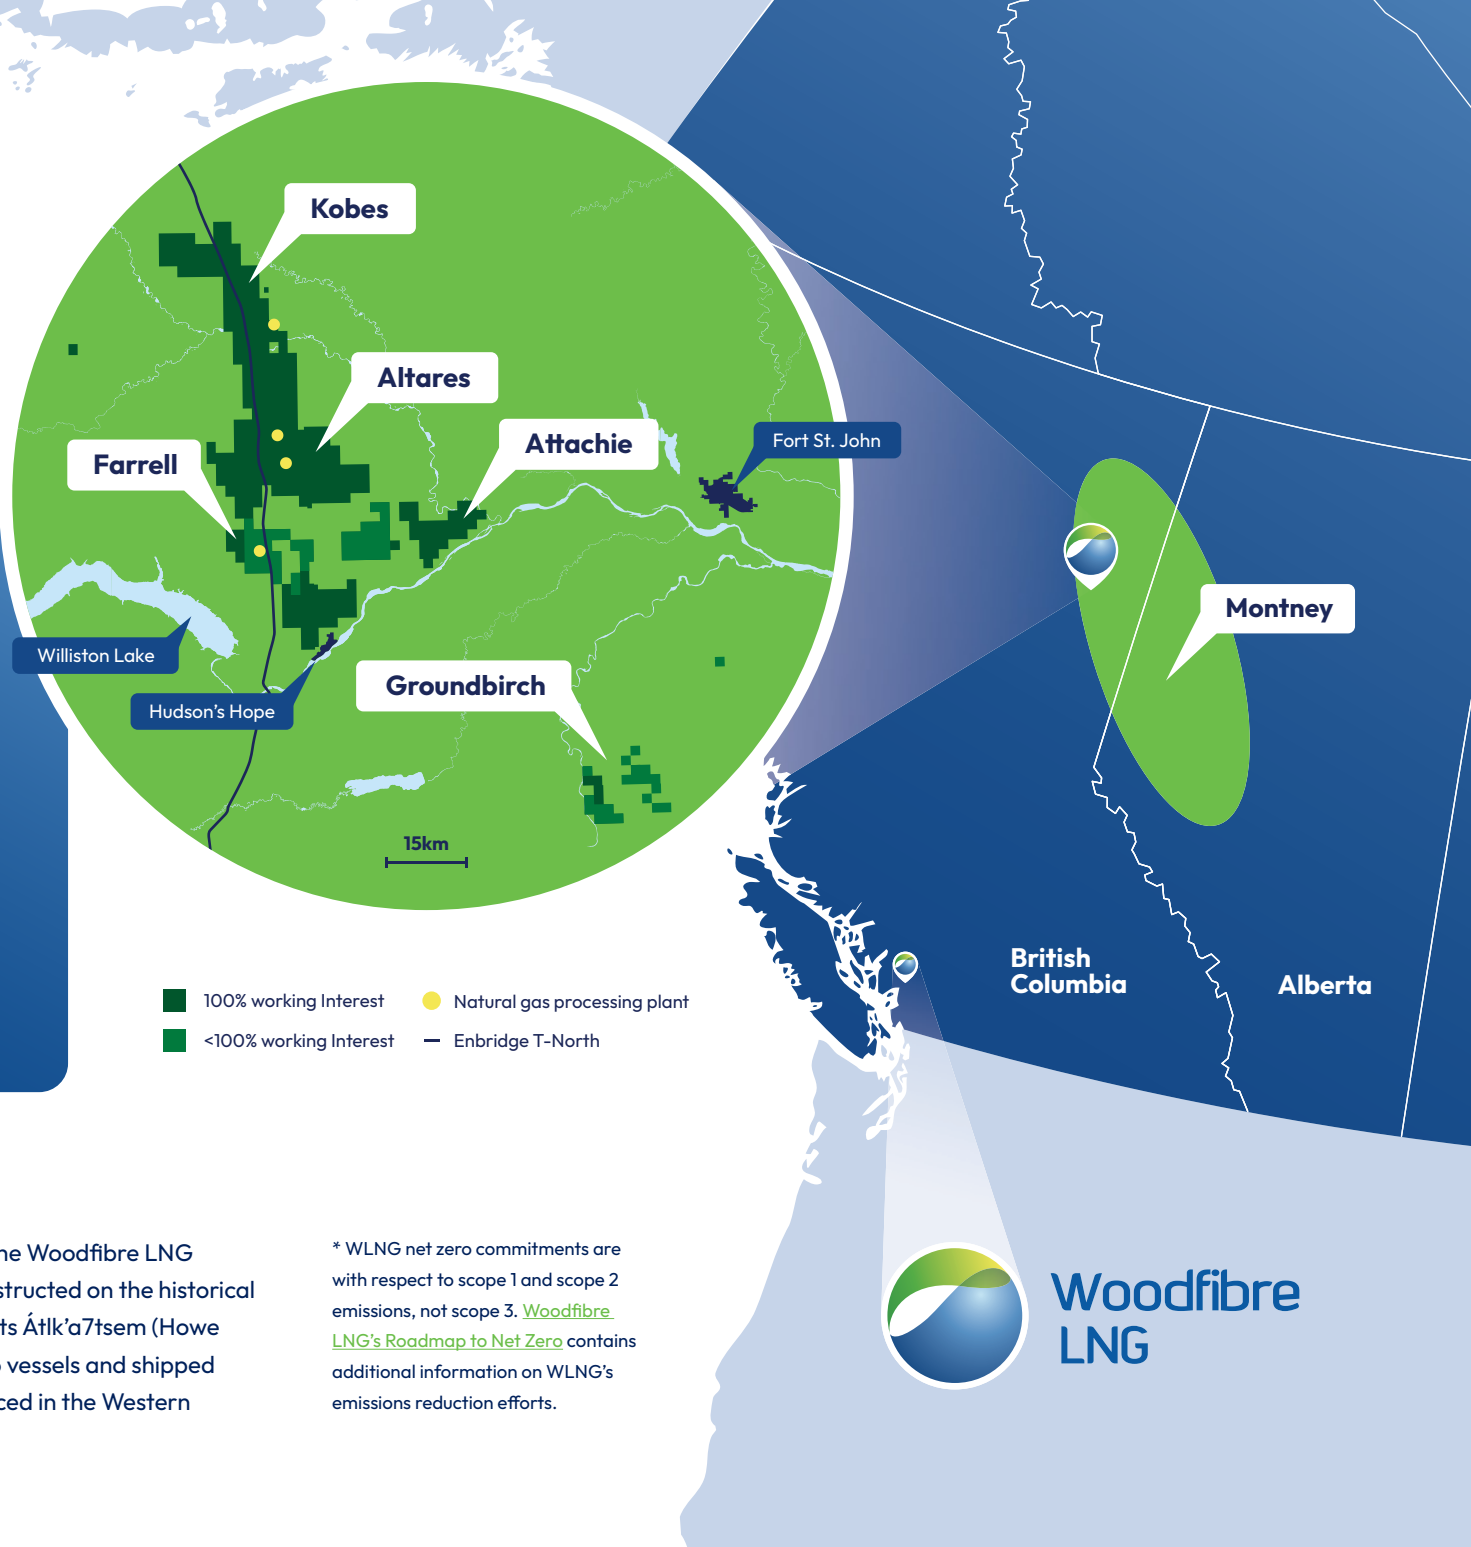 Kobes
Altares
Attachie
Fort St. John
Farrell
Montney
Williston Lake
Groundbirch
Hudson's Hope
15km
British
Columbia
Alberta
100% working Interest
Natural gas processing plant
<100% working Interest
Enbridge T-North
ne Woodfibre LNG
structed on the historical
ts Átlk'a7tsem (Howe
vessels and shipped
ced in the Western
* WLNG net zero commitments are
with respect to scope 1 and scope 2
emissions, not scope 3. Woodfibre
LNG's Roadmap to Net Zero contains
additional information on WLNG's
emissions reduction efforts.
Woodfibre
LNG